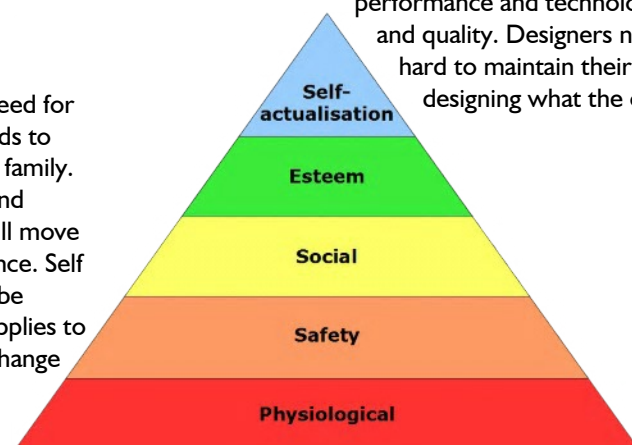 performance and technolo
and quality. Designers n
hard to maintain their
designing what the
eed for
ds to
family.
nd
ll move
nce. Self
be
pplies to
hange
Self-
actualisation
Esteem
Social
Safety
Physiological